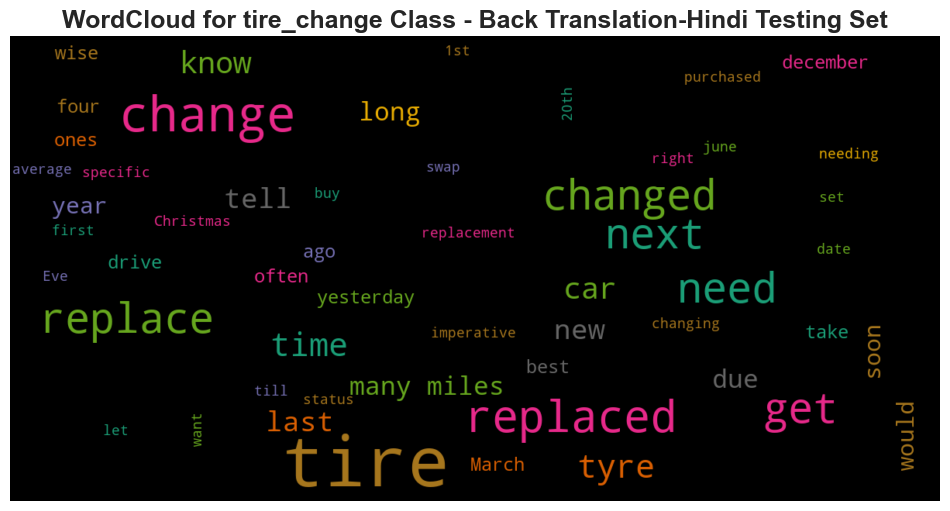 WordCloud for tire_change Class - Back Translation-Hindi Testing Set
wise
know
1st
december
purchased
four
change
long
20th
ones
june
needing
average
specific
swap
right
year
tell
buy
changed
set
first
Christmas
replacement
next
date
Eve
drive
often
ago
yesterday
car
need
replace
time
imperative
new
changing
take
soon
best
till
status
many miles
due
let
want
last
replaced
get
would
tire
March
tyre